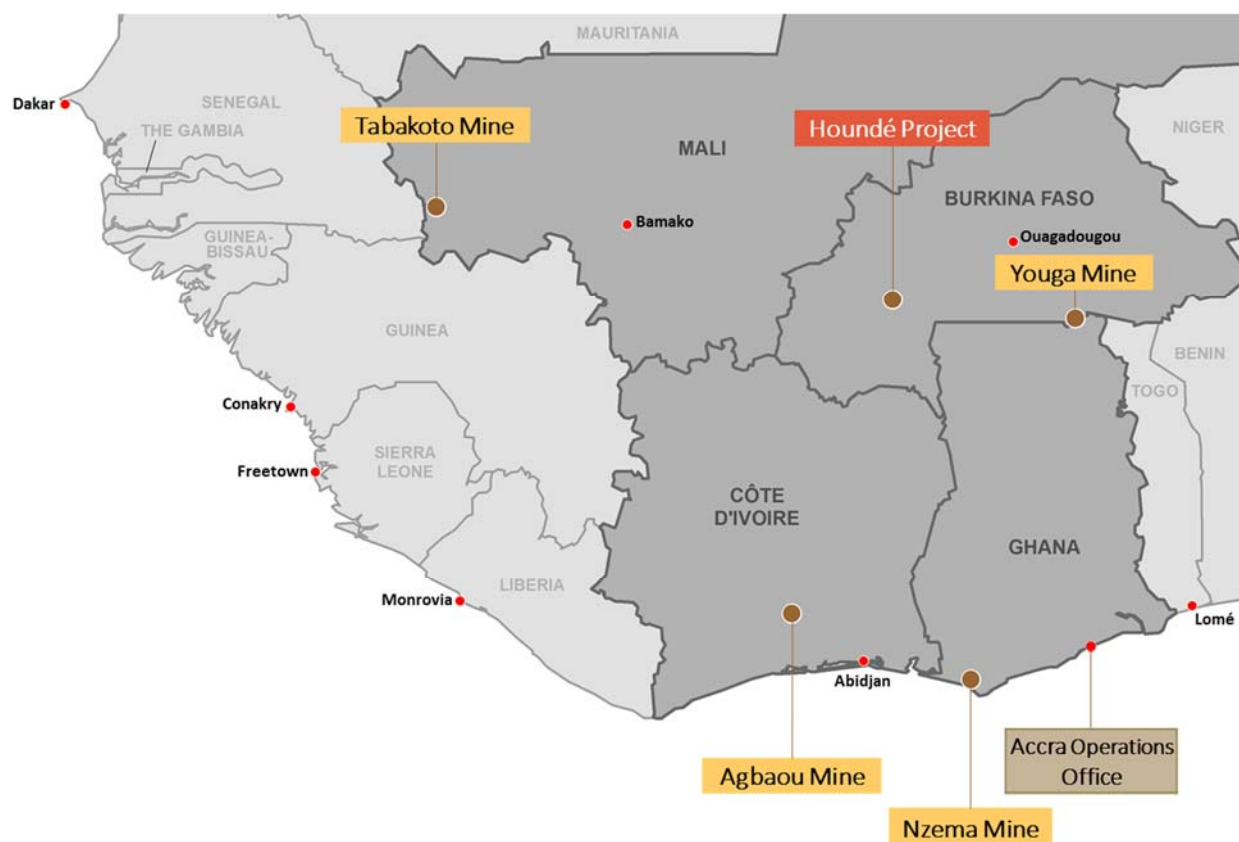 MAURITANIA
Dakar
SENEGAL
THE GAMBIA
Tabakoto Mine
MALI
Houndé Project
NIGER
BURKINA FASO
Bamako
Ouagadougou
GUINEA-
BISSAU
Youga Mine
GUINEA
BENIN
TOGO
Conakry
SIERRA
LEONE
Freetown
CÔTE
D'IVOIRE
GHANA
LIBERIA
Monrovia
Lomé
Abidjan
Accra Operations
Office
Agbaou Mine
Nzema Mine